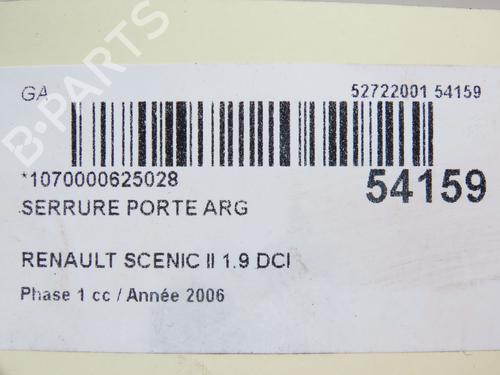 GA
52722001 54159
*1070000625028
54159
SERRURE PORTE ARG
RENAULT SCENIC II 1.9 DCI
Phase 1 cc / Année 2006
B-PARTS